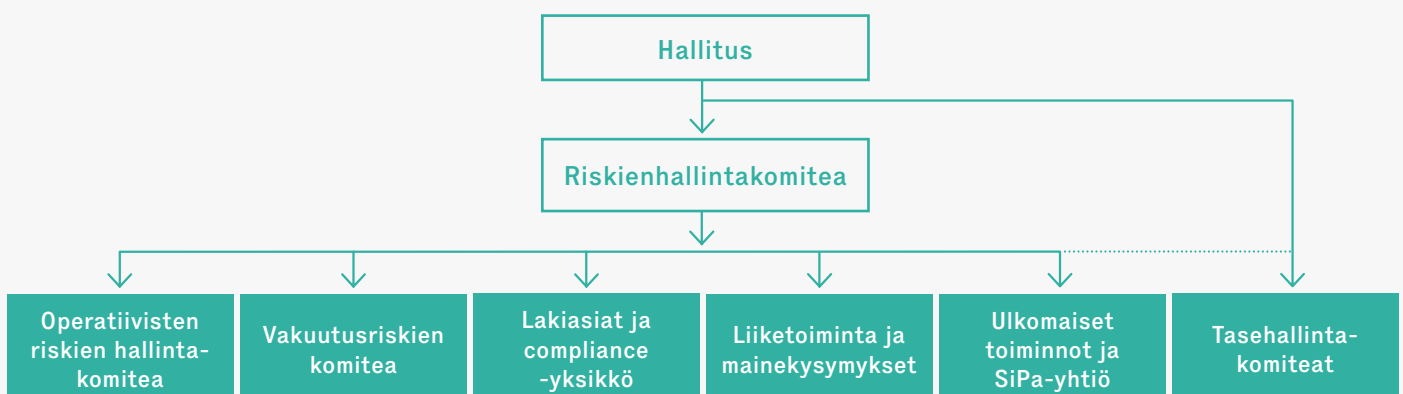 Hallitus
Riskienhallintakomitea
Operatiivisten
riskien hallinta-
komitea
Vakuutusriskien
komitea
Lakiasiat ja
compliance
-yksikkö
Liiketoiminta ja
mainekysymykset
Ulkomaiset
toiminnot ja
SiPa-yhtiö
Tasehallinta-
komiteat